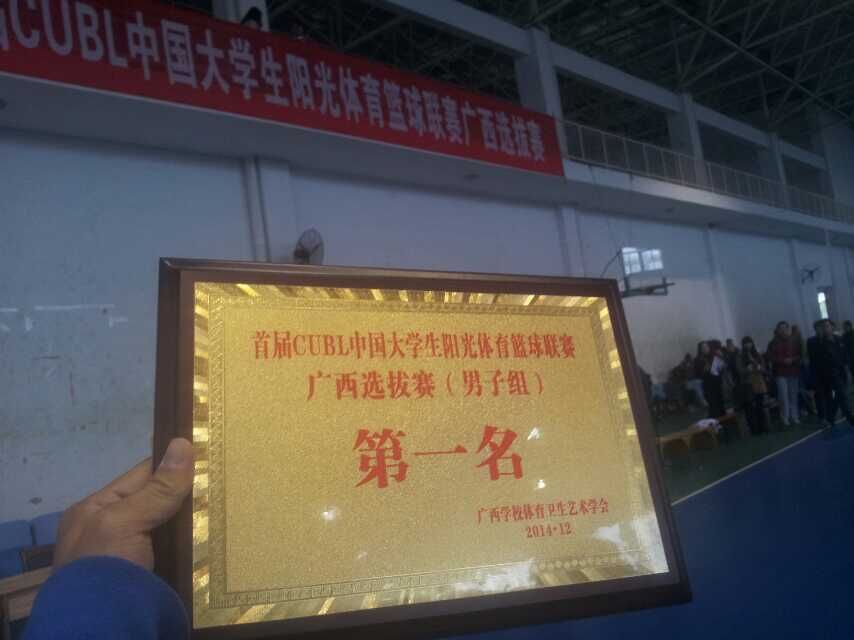 CUBL中国大学生阳光体育篮球联赛广西选拔赛
首届CUBL中国大学生阳光体育篮球联赛
广西选拔赛（男子组）
第一名
广西学校体育卫生艺术学会
2014·12